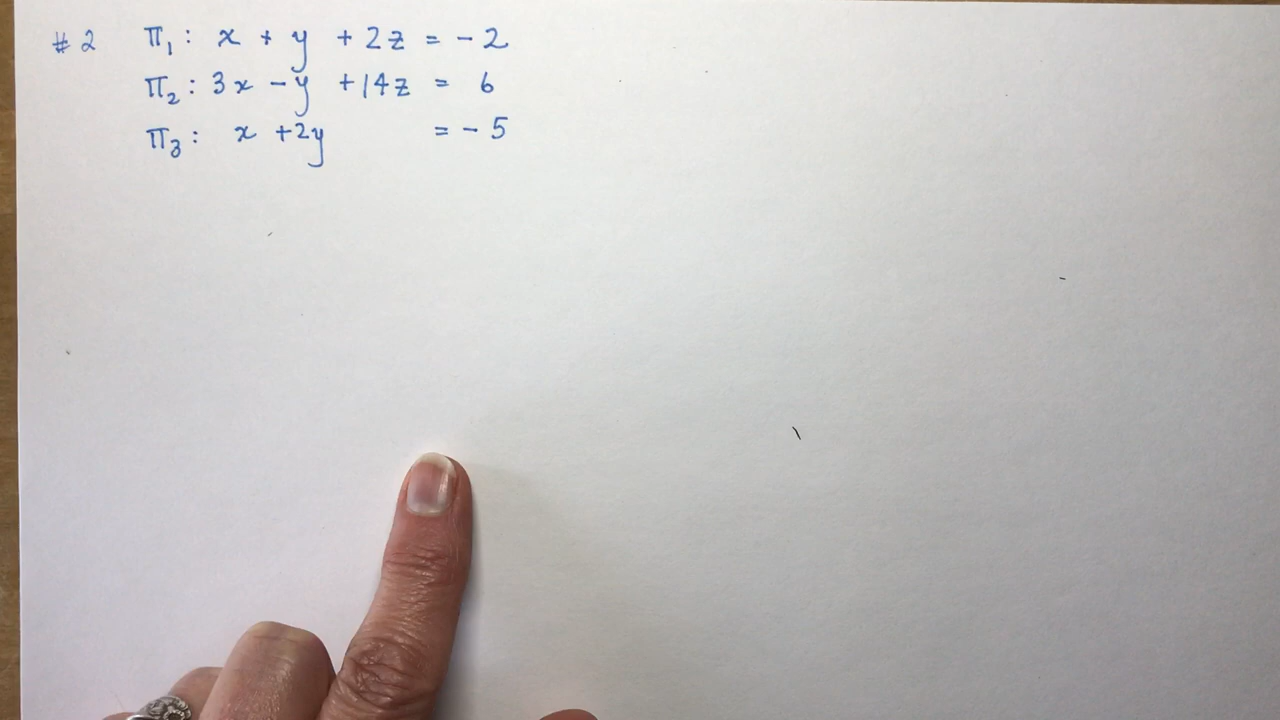 #2 π₁: x + y + 2z = -2
π₂: 3x - y + 14z = 6
π₃: x + 2y = -5